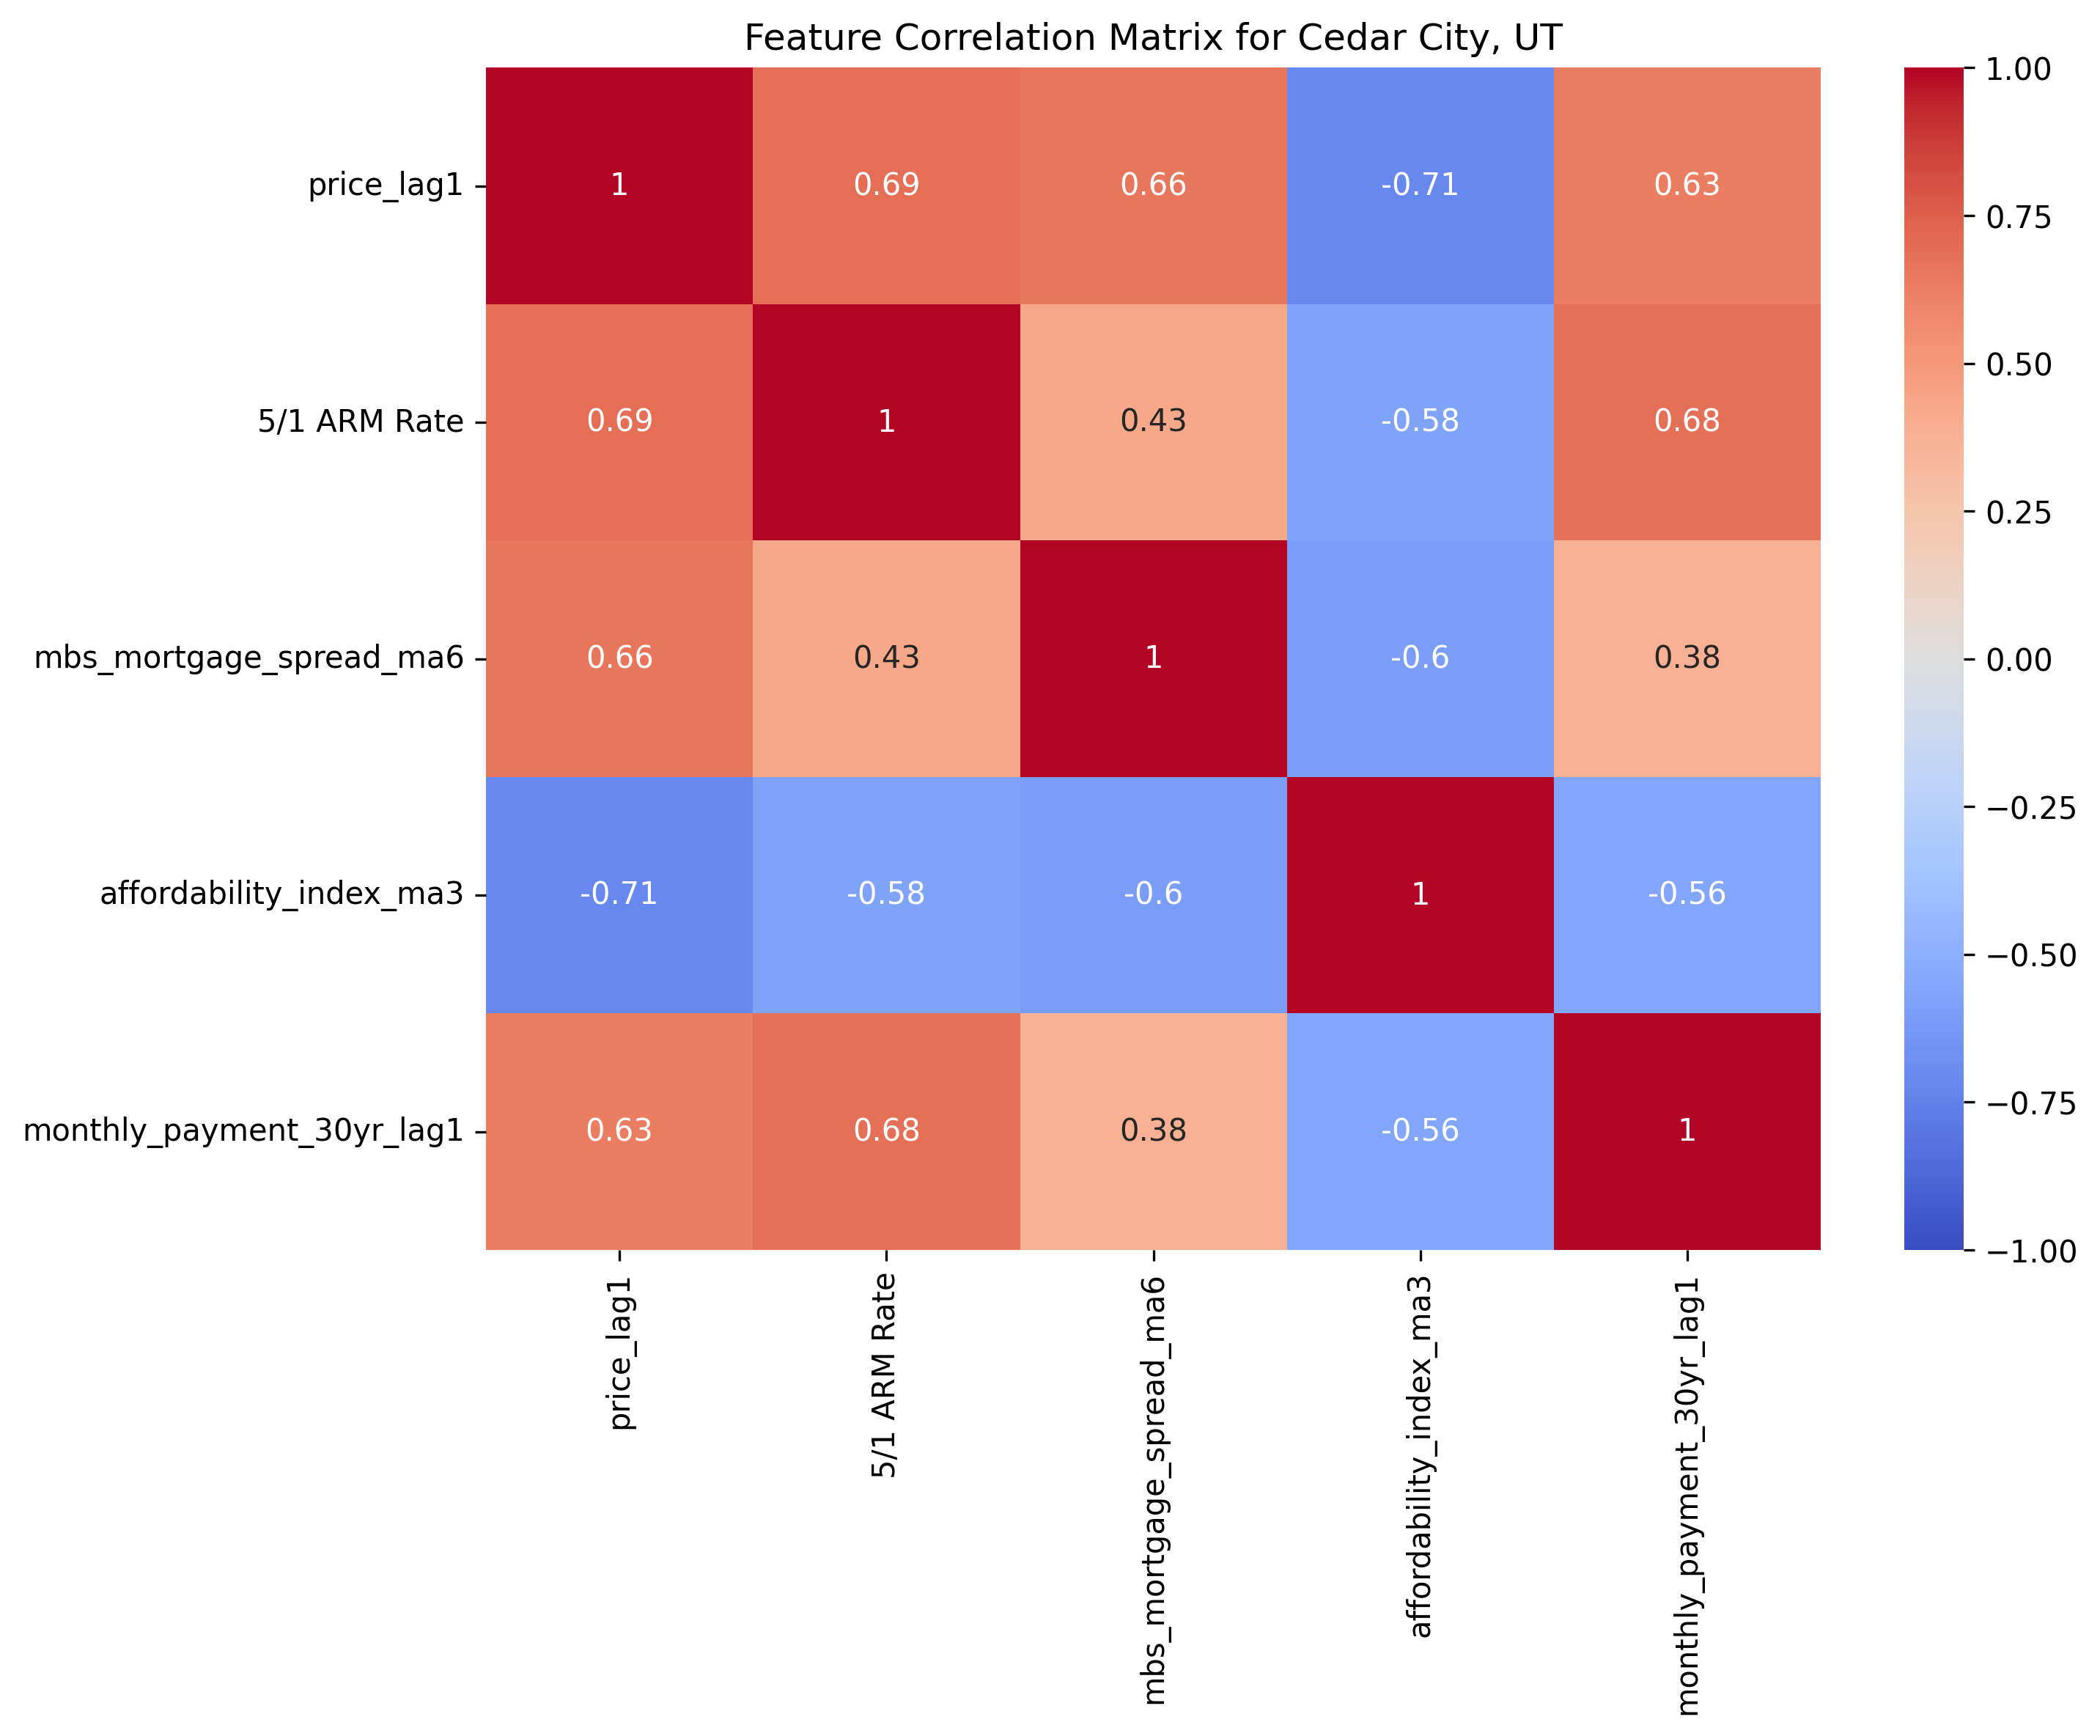 Feature Correlation Matrix for Cedar City, UT
price_lag1 1 0.69 0.66 -0.71 0.63
5/1 ARM Rate 0.69 1 0.43 -0.58 0.68
mbs_mortgage_spread_ma6 0.66 0.43 1 -0.6 0.38
affordability_index_ma3 -0.71 -0.58 -0.6 1 -0.56
monthly_payment_30yr_lag1 0.63 0.68 0.38 -0.56 1
price_lag1
5/1 ARM Rate
mbs_mortgage_spread_ma6
affordability_index_ma3
monthly_payment_30yr_lag1
1.00
0.75
0.50
0.25
0.00
−0.25
−0.50
−0.75
−1.00